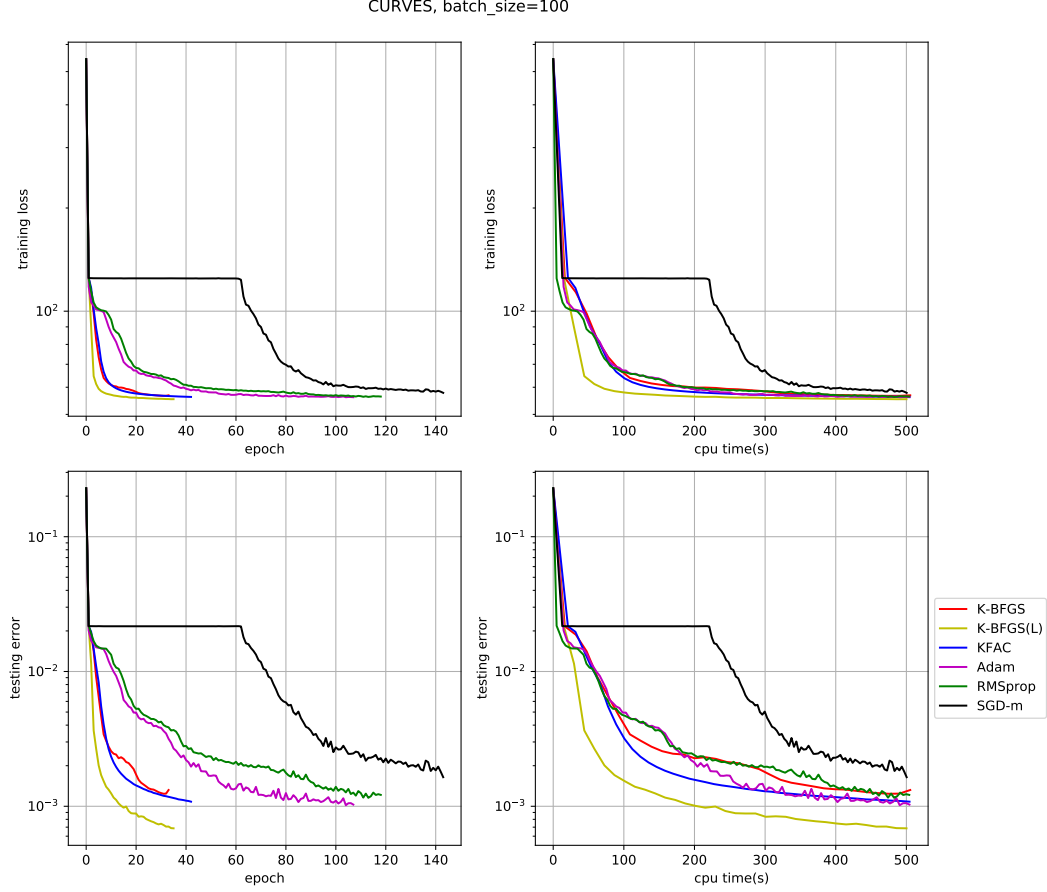 CURVES, batch_size=100
training loss
10²
0 20 40 60 80 100 120 140
epoch
training loss
10²
0 100 200 300 400 500
cpu time(s)
testing error
10⁻¹
10⁻²
10⁻³
0 20 40 60 80 100 120 140
epoch
testing error
10⁻¹
10⁻²
10⁻³
0 100 200 300 400 500
cpu time(s)
K-BFGS
K-BFGS(L)
KFAC
Adam
RMSprop
SGD-m